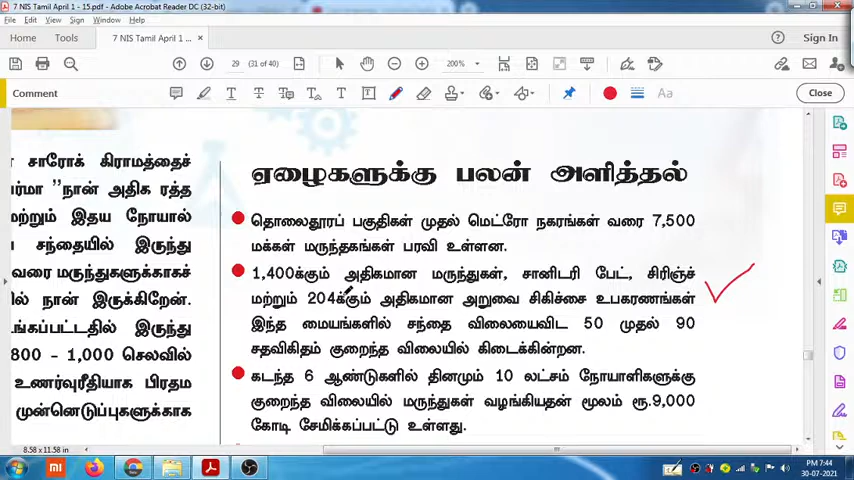 7 NIS Tamil April 1 - 15.pdf - Adobe Acrobat Reader DC (32-bit)
File Edit View Sign Window Help
Home Tools 7 NIS Tamil April 1 ... × Sign In
29 (31 of 40) 200%
Comment Close
ஏழைகளுக்கு பலன் அளித்தல்
தொலைதூரப் பகுதிகள் முதல் மெட்ரோ நகரங்கள் வரை 7,500
மக்கள் மருந்தகங்கள் பரவி உள்ளன.
1,400க்கும் அதிகமான மருந்துகள், சானிடரி பேட், சிரிஞ்ச்
மற்றும் 204க்கும் அதிகமான அறுவை சிகிச்சை உபகரணங்கள்
இந்த மையங்களில் சந்தை விலையைவிட 50 முதல் 90
சதவிகிதம் குறைந்த விலையில் கிடைக்கின்றன.
கடந்த 6 ஆண்டுகளில் தினமும் 10 லட்சம் நோயாளிகளுக்கு
குறைந்த விலையில் மருந்துகள் வழங்கியதன் மூலம் ரூ.9,000
கோடி சேமிக்கப்பட்டு உள்ளது.
சாரோக் கிராமத்தைச்
ர்மா "நான் அதிக ரத்த
மற்றும் இதய நோயால்
சந்தையில் இருந்து
வரை மருந்துகளுக்காகச்
ில் நான் இருக்கிறேன்.
ங்கப்பட்டதில் இருந்து
800 - 1,000 செலவில்
உணர்வுரீதியாக பிரதம
முன்னெடுப்புகளுக்காக
8.58 x 11.58 in
PM 7:44
30-07-2021